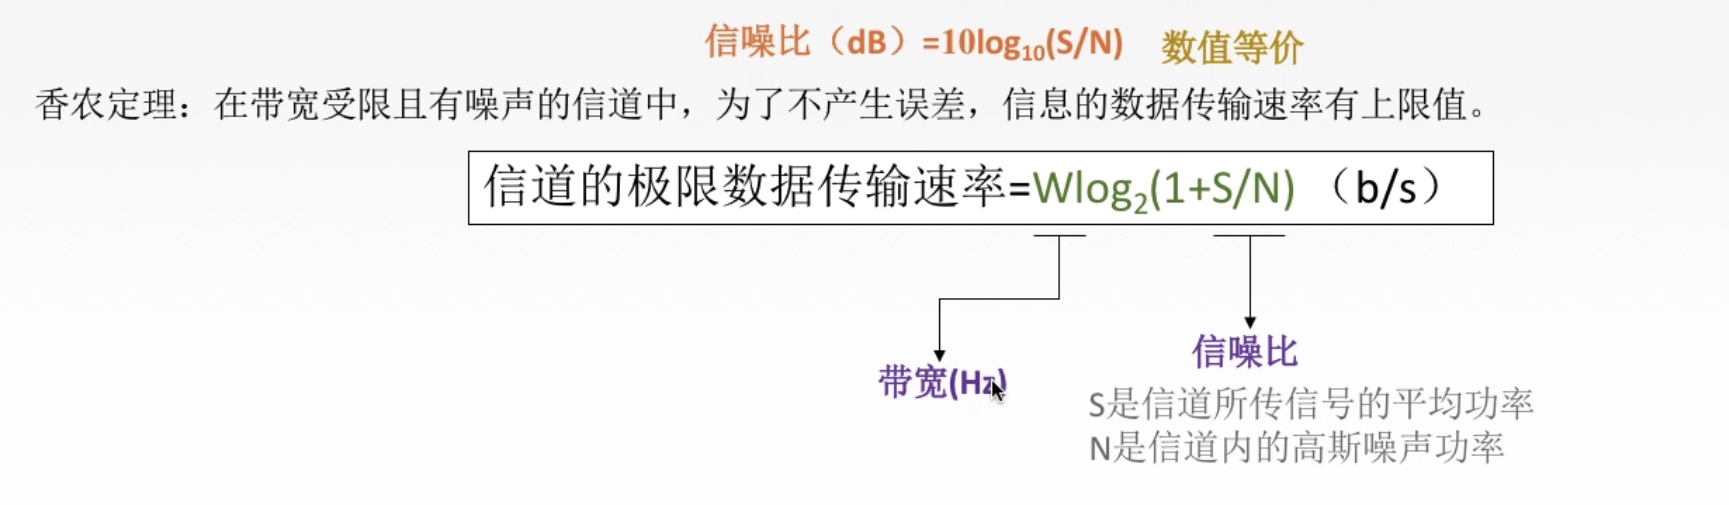 信噪比（dB）=10log₁₀(S/N) 数值等价
香农定理：在带宽受限且有噪声的信道中，为了不产生误差，信息的数据传输速率有上限值。
信道的极限数据传输速率=Wlog₂(1+S/N) （b/s）
信噪比
带宽(Hz)
S是信道所传信号的平均功率
N是信道内的高斯噪声功率